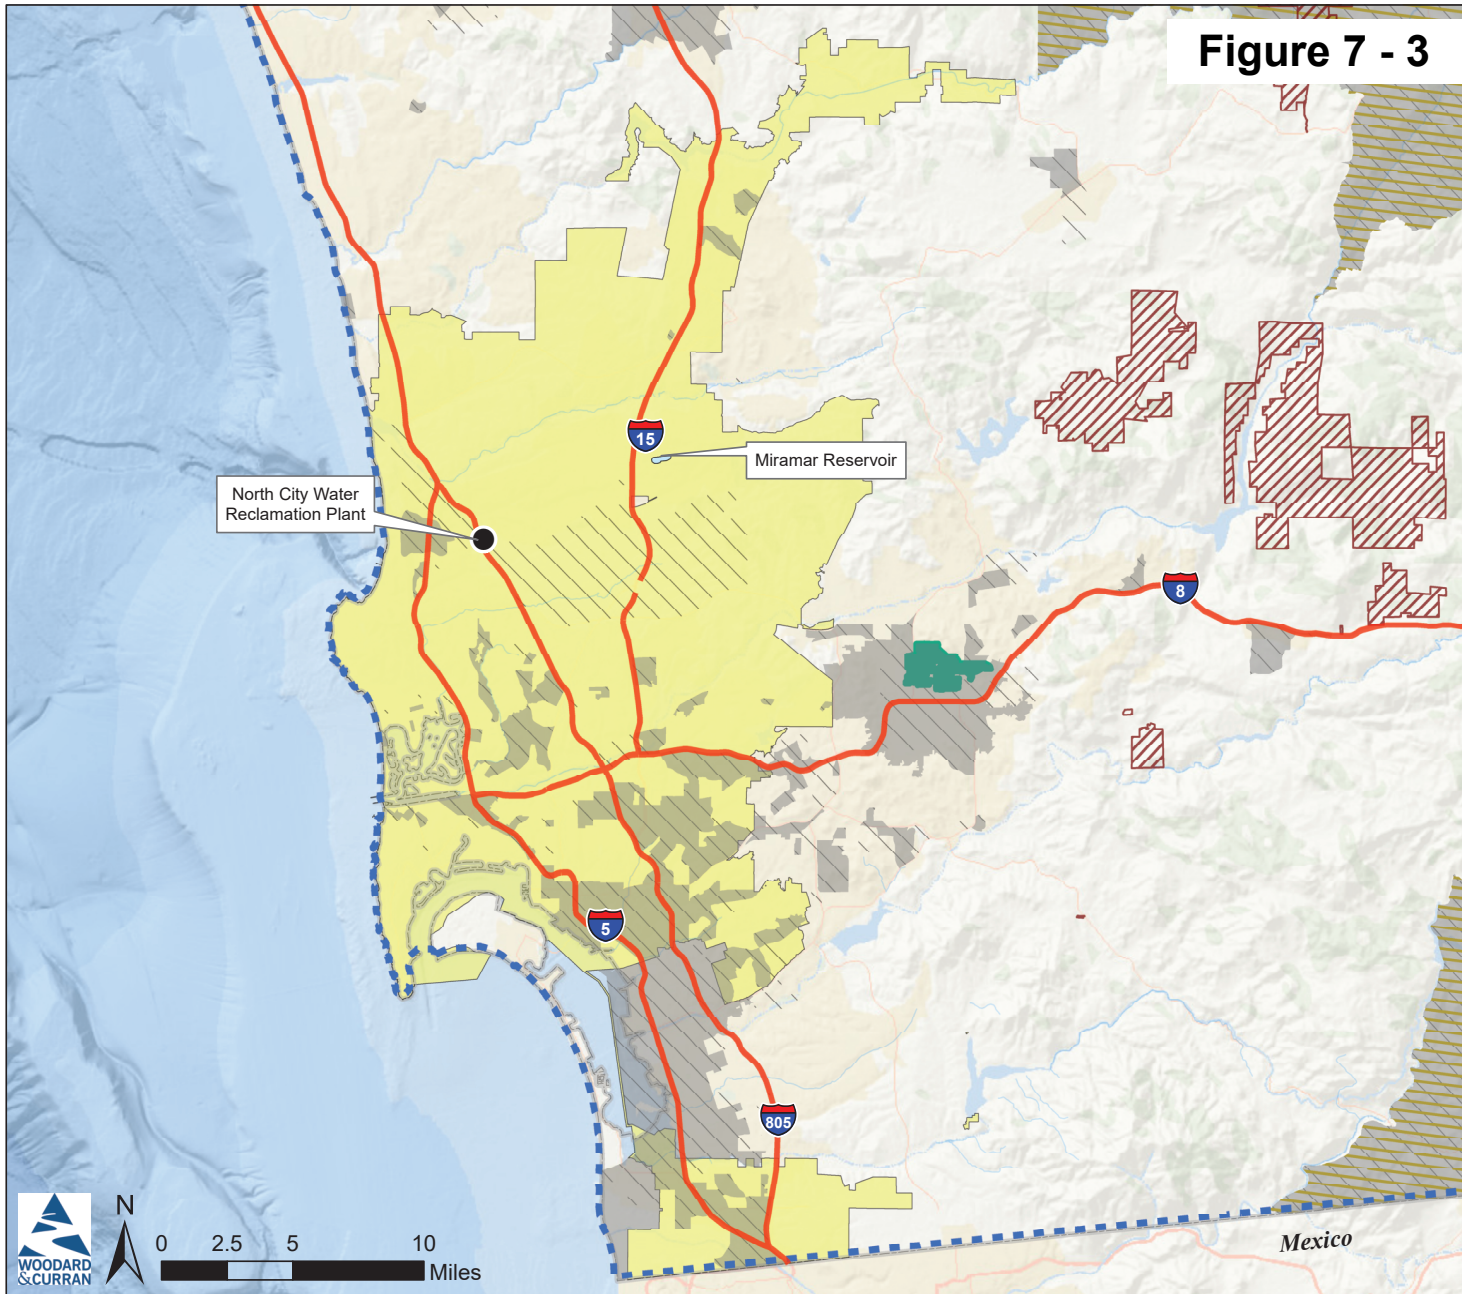 Figure 7 - 3
15
Miramar Reservoir
North City Water
Reclamation Plant
8
5
805
Mexico
N
0 2.5 5 10
Miles
WOODARD
&CURRAN